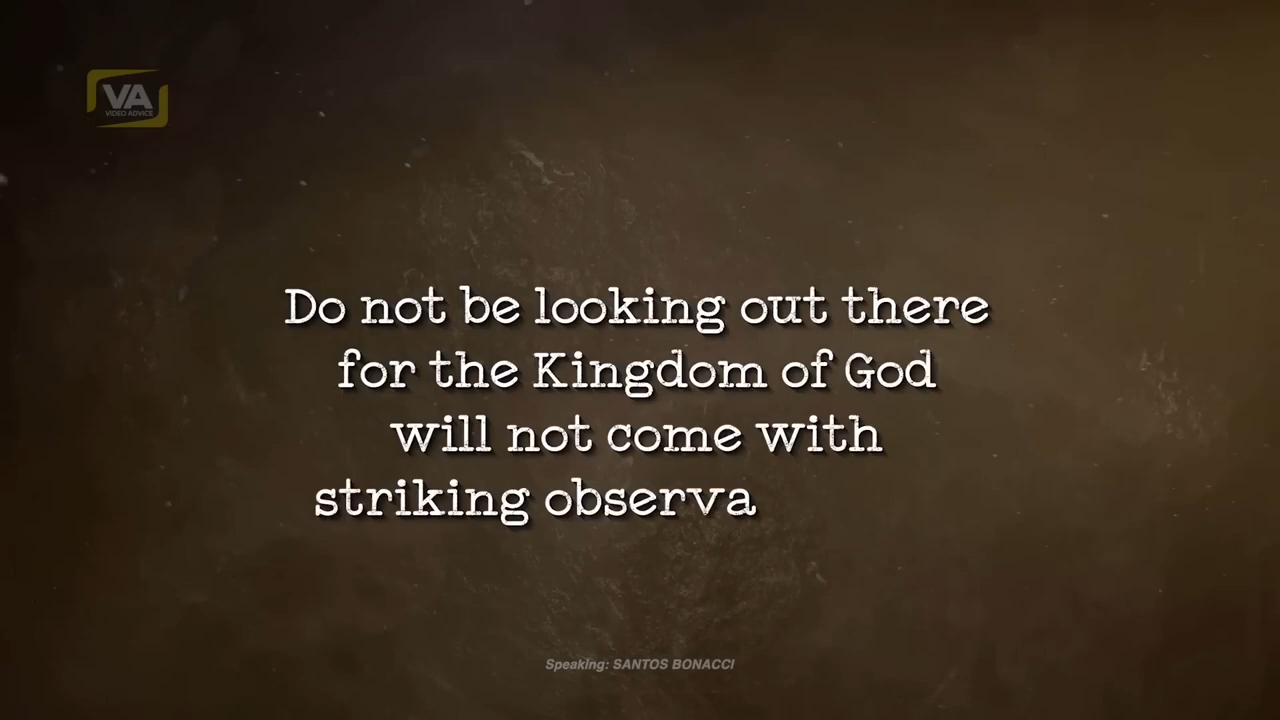 VA
VIDEO ADVICE
Do not be looking out there
for the Kingdom of God
will not come with
striking observa
Speaking: SANTOS BONACCI